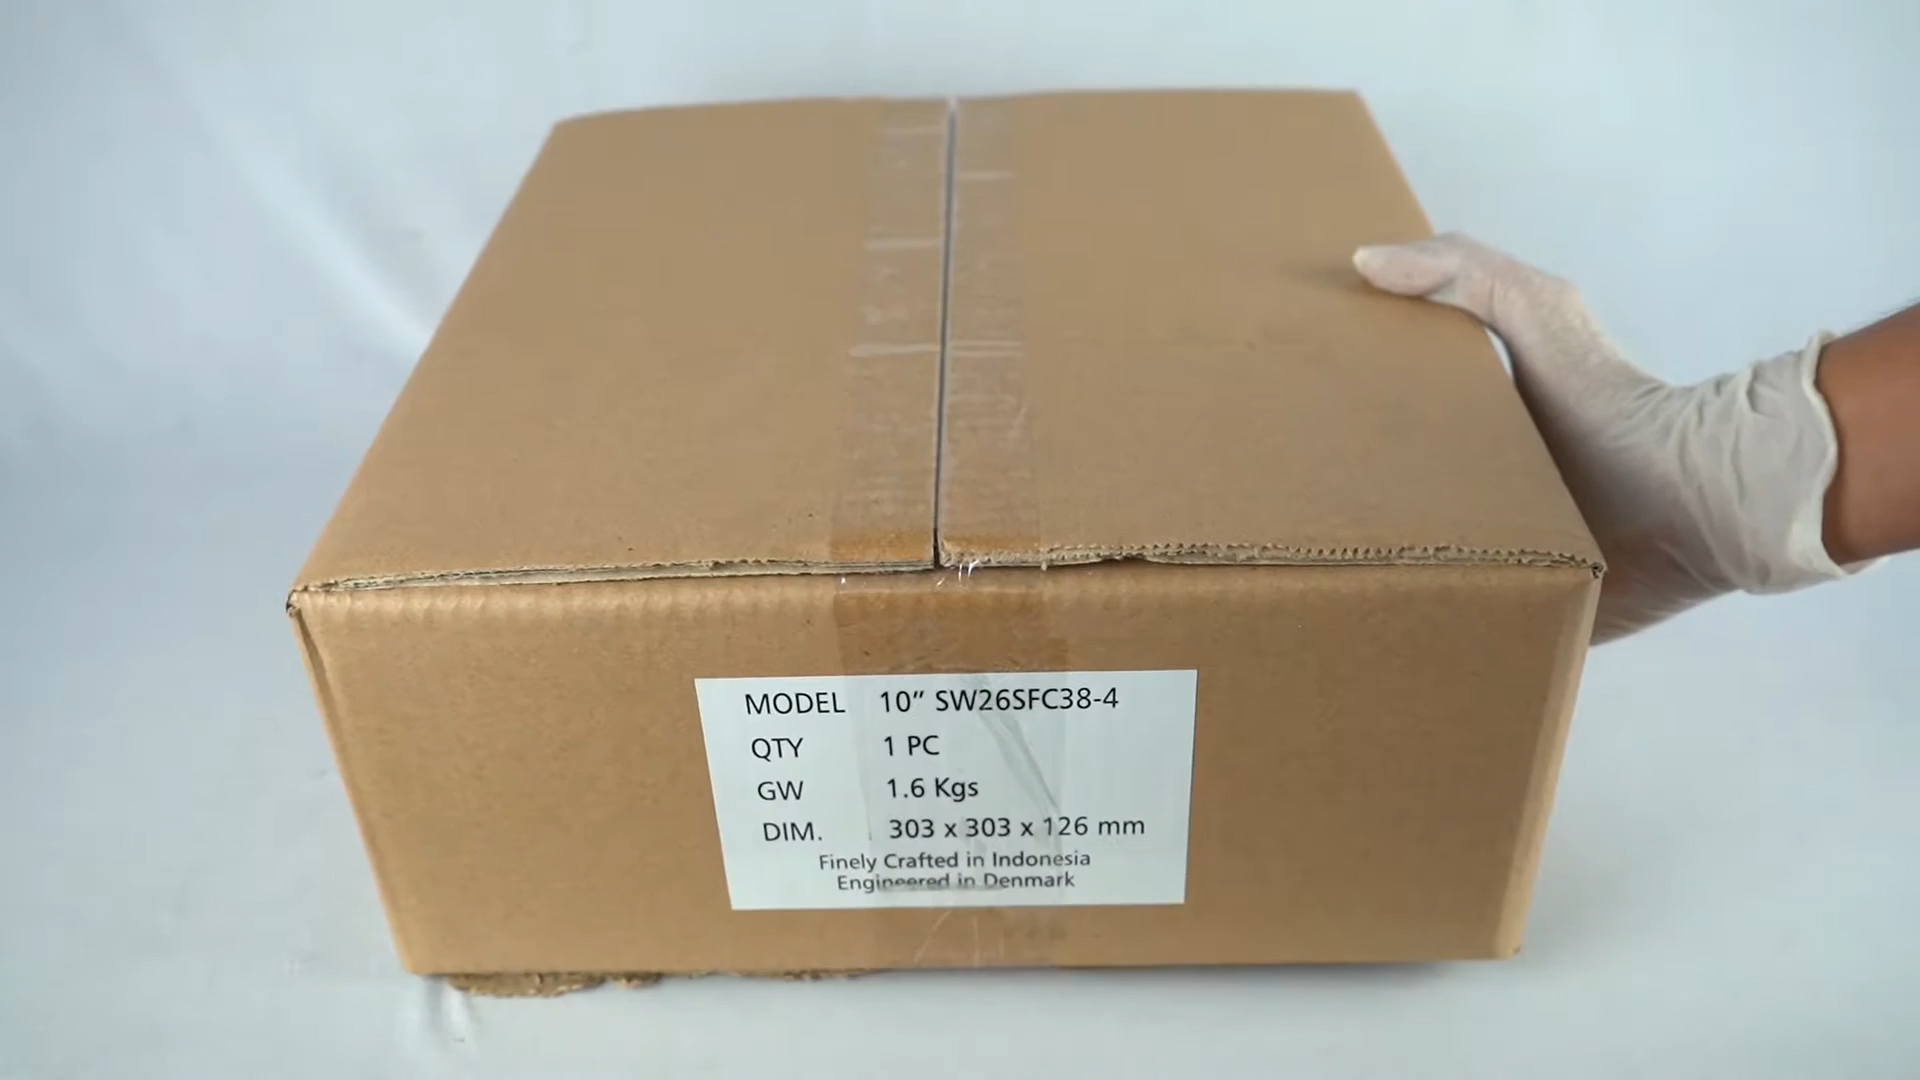 MODEL 10” SW26SFC38-4
QTY 1 PC
GW 1.6 Kgs
DIM. 303 x 303 x 126 mm
Finely Crafted in Indonesia
Engineered in Denmark